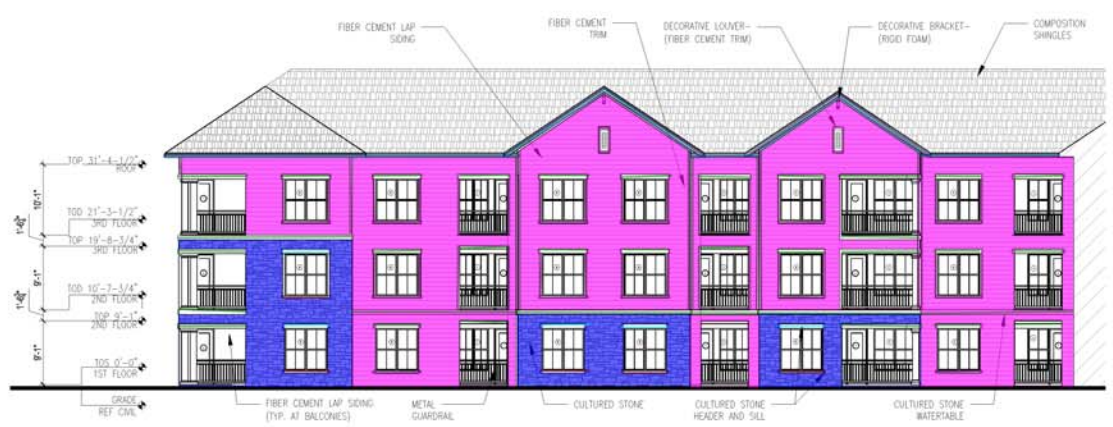 FIBER CEMENT LAP
SIDING
FIBER CEMENT
TRIM
DECORATIVE LOUVER-
(FIBER CEMENT TRIM)
DECORATIVE BRACKET-
(RIGID FOAM)
COMPOSITION
SHINGLES
TOP 31'-4-1/2"
ROOF
10'-1"
TOD 21'-3-1/2"
3RD FLOOR
TOP 19'-8-3/4"
3RD FLOOR
9'-1"
TOD 10'-7-3/4"
2ND FLOOR
TOP 9'-1"
2ND FLOOR
9'-1"
TOS 0'-0"
1ST FLOOR
GRADE
REF CIVIL
FIBER CEMENT LAP SIDING
(TYP. AT BALCONIES)
METAL
GUARDRAIL
CULTURED STONE
CULTURED STONE
HEADER AND SILL
CULTURED STONE
WATERTABLE